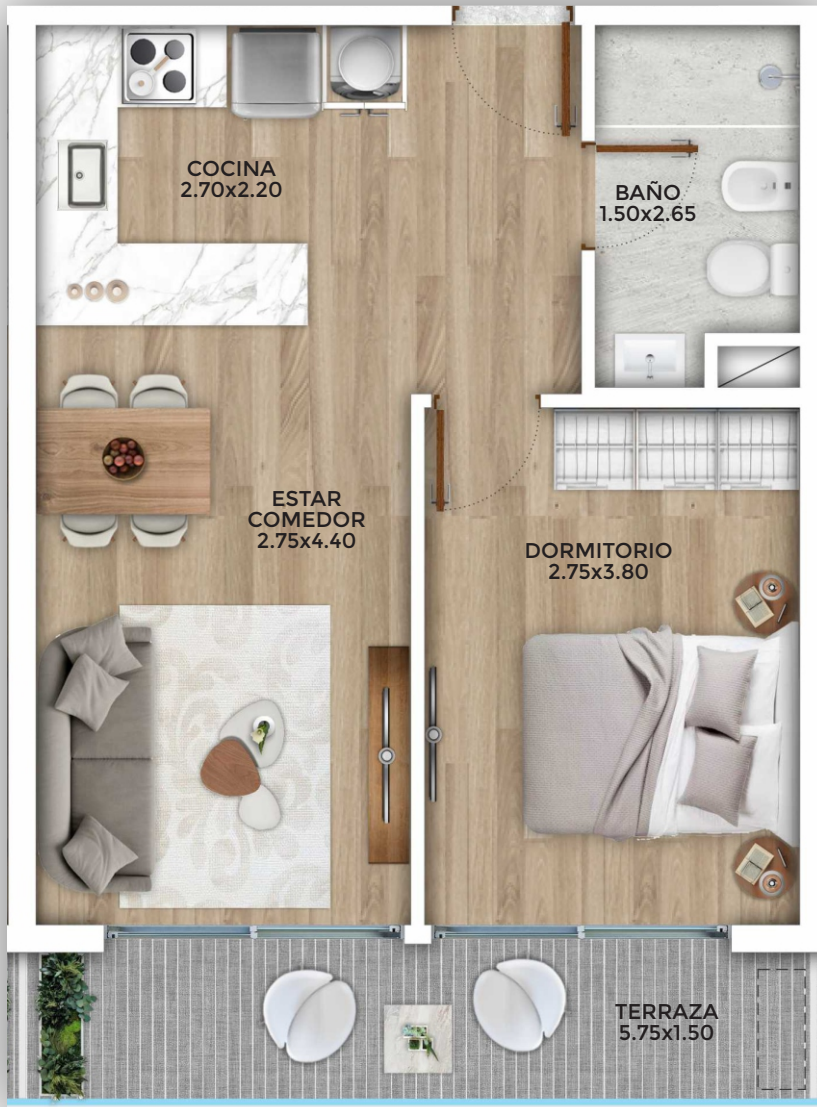 COCINA
2.70x2.20
BAÑO
1.50x2.65
ESTAR
COMEDOR
2.75x4.40
DORMITORIO
2.75x3.80
TERRAZA
5.75x1.50